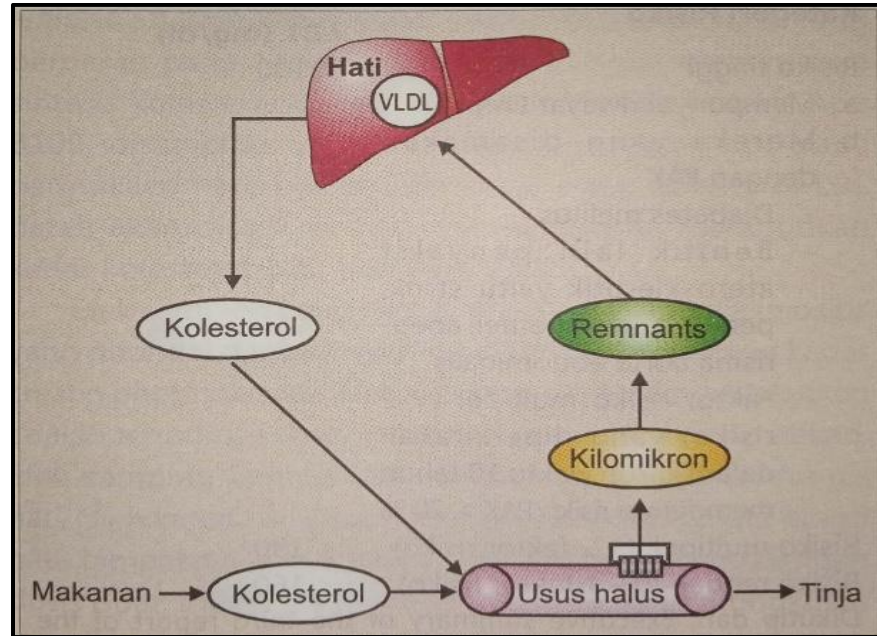 Hati
VLDL
Kolesterol
Remnants
Kilomikron
Makanan
Kolesterol
Usus halus
Tinja